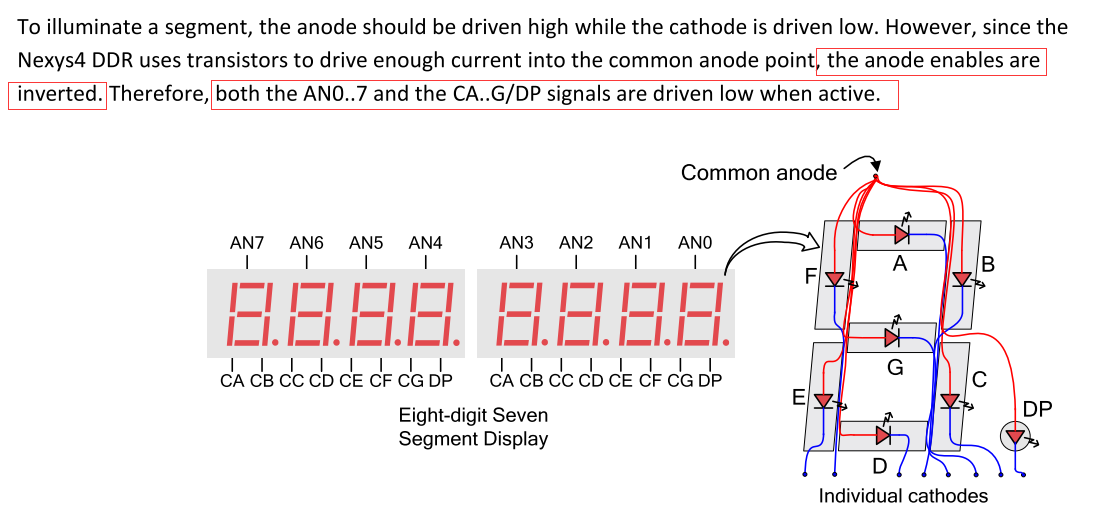 To illuminate a segment, the anode should be driven high while the cathode is driven low. However, since the
Nexys4 DDR uses transistors to drive enough current into the common anode point, the anode enables are
inverted. Therefore, both the AN0..7 and the CA..G/DP signals are driven low when active.
Common anode
AN7 AN6 AN5 AN4 AN3 AN2 AN1 AN0
A
B
F
G
C
E
DP
D
CA CB CC CD CE CF CG DP CA CB CC CD CE CF CG DP
Eight-digit Seven
Segment Display
Individual cathodes